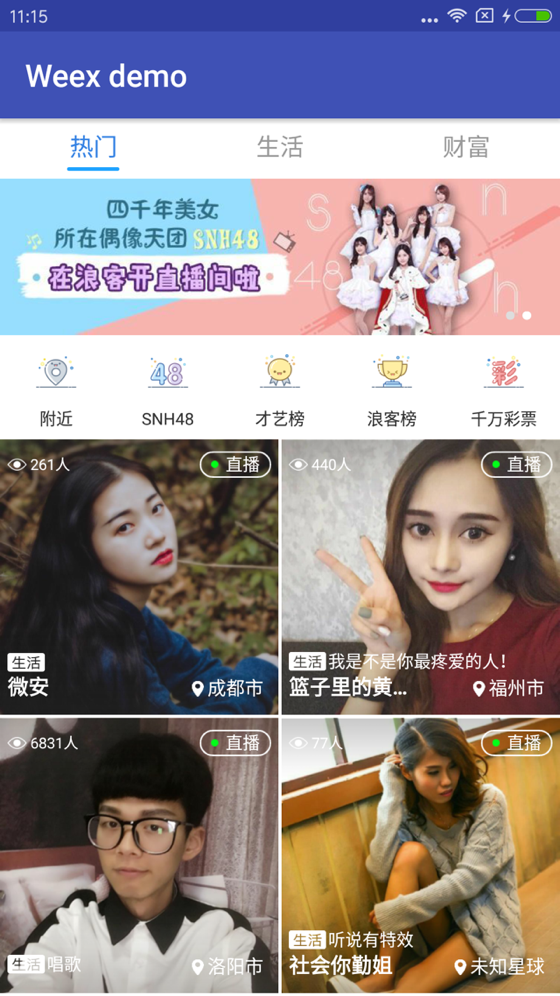 11:15
Weex demo
热门
生活
财富
四千年美女
所在偶像天团 SNH48
在浪客开直播间啦
S n
48 h
48
彩
附近
SNH48
才艺榜
浪客榜
千万彩票
261人
直播
440人
直播
生活
微安
成都市
生活 我是不是你最疼爱的人!
篮子里的黄...
福州市
6831人
直播
77人
直播
生活 唱歌
洛阳市
生活 听说有特效
社会你勤姐
未知星球